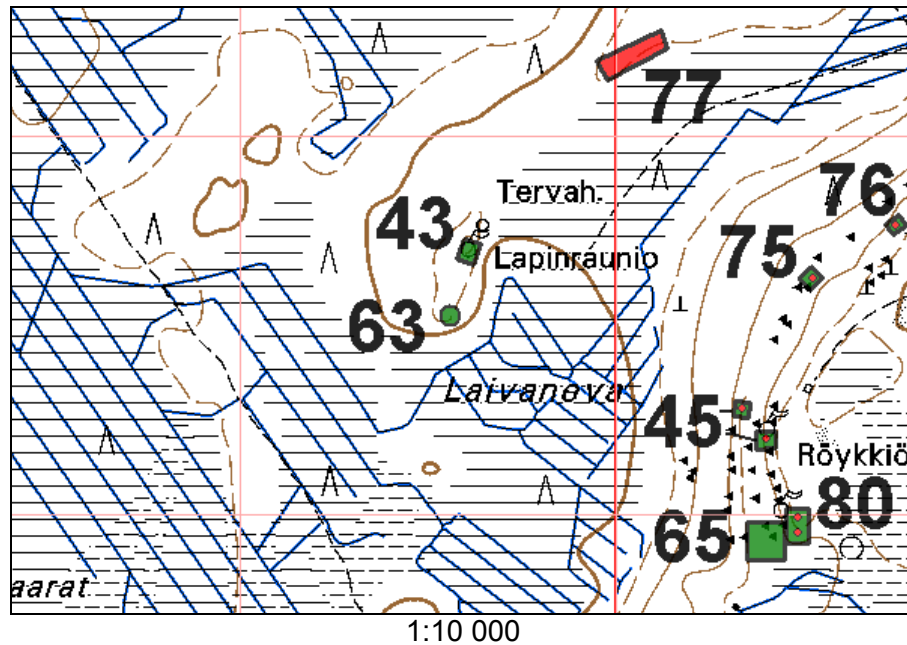 77
76
Tervah.
43
75
Lapinraunio
63
Laivaneva
45
Röykkiö
80
65
aarat
1:10 000